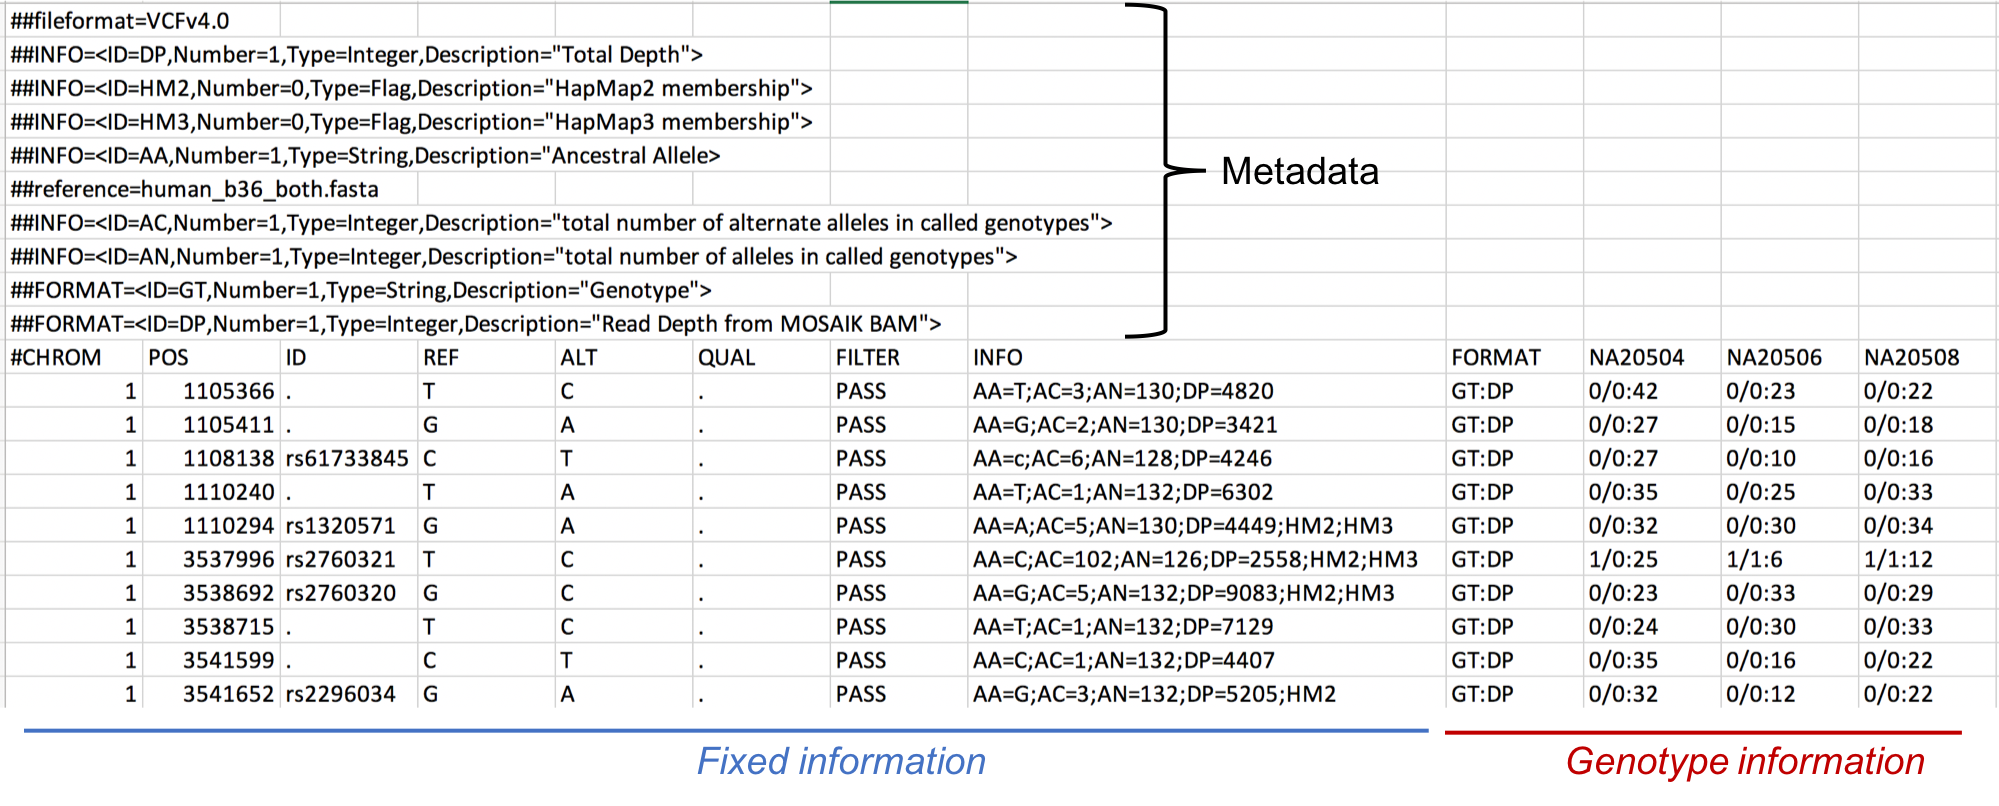 ##fileformat=VCFv4.0
##INFO=<ID=DP,Number=1,Type=Integer,Description="Total Depth">
##INFO=<ID=HM2,Number=0,Type=Flag,Description="HapMap2 membership">
##INFO=<ID=HM3,Number=0,Type=Flag,Description="HapMap3 membership">
##INFO=<ID=AA,Number=1,Type=String,Description="Ancestral Allele>
##reference=human_b36_both.fasta
##INFO=<ID=AC,Number=1,Type=Integer,Description="total number of alternate alleles in called genotypes">
##INFO=<ID=AN,Number=1,Type=Integer,Description="total number of alleles in called genotypes">
##FORMAT=<ID=GT,Number=1,Type=String,Description="Genotype">
##FORMAT=<ID=DP,Number=1,Type=Integer,Description="Read Depth from MOSAIK BAM">
Metadata
#CHROM POS ID REF ALT QUAL FILTER INFO FORMAT NA20504 NA20506 NA20508
1 1105366 . T C . PASS AA=T;AC=3;AN=130;DP=4820 GT:DP 0/0:42 0/0:23 0/0:22
1 1105411 . G A . PASS AA=G;AC=2;AN=130;DP=3421 GT:DP 0/0:27 0/0:15 0/0:18
1 1108138 rs61733845 C T . PASS AA=c;AC=6;AN=128;DP=4246 GT:DP 0/0:27 0/0:10 0/0:16
1 1110240 . T A . PASS AA=T;AC=1;AN=132;DP=6302 GT:DP 0/0:35 0/0:25 0/0:33
1 1110294 rs1320571 G A . PASS AA=A;AC=5;AN=130;DP=4449;HM2;HM3 GT:DP 0/0:32 0/0:30 0/0:34
1 3537996 rs2760321 T C . PASS AA=C;AC=102;AN=126;DP=2558;HM2;HM3 GT:DP 1/0:25 1/1:6 1/1:12
1 3538692 rs2760320 G C . PASS AA=G;AC=5;AN=132;DP=9083;HM2;HM3 GT:DP 0/0:23 0/0:33 0/0:29
1 3538715 . T C . PASS AA=T;AC=1;AN=132;DP=7129 GT:DP 0/0:24 0/0:30 0/0:33
1 3541599 . C T . PASS AA=C;AC=1;AN=132;DP=4407 GT:DP 0/0:35 0/0:16 0/0:22
1 3541652 rs2296034 G A . PASS AA=G;AC=3;AN=132;DP=5205;HM2 GT:DP 0/0:32 0/0:12 0/0:22
Fixed information
Genotype information